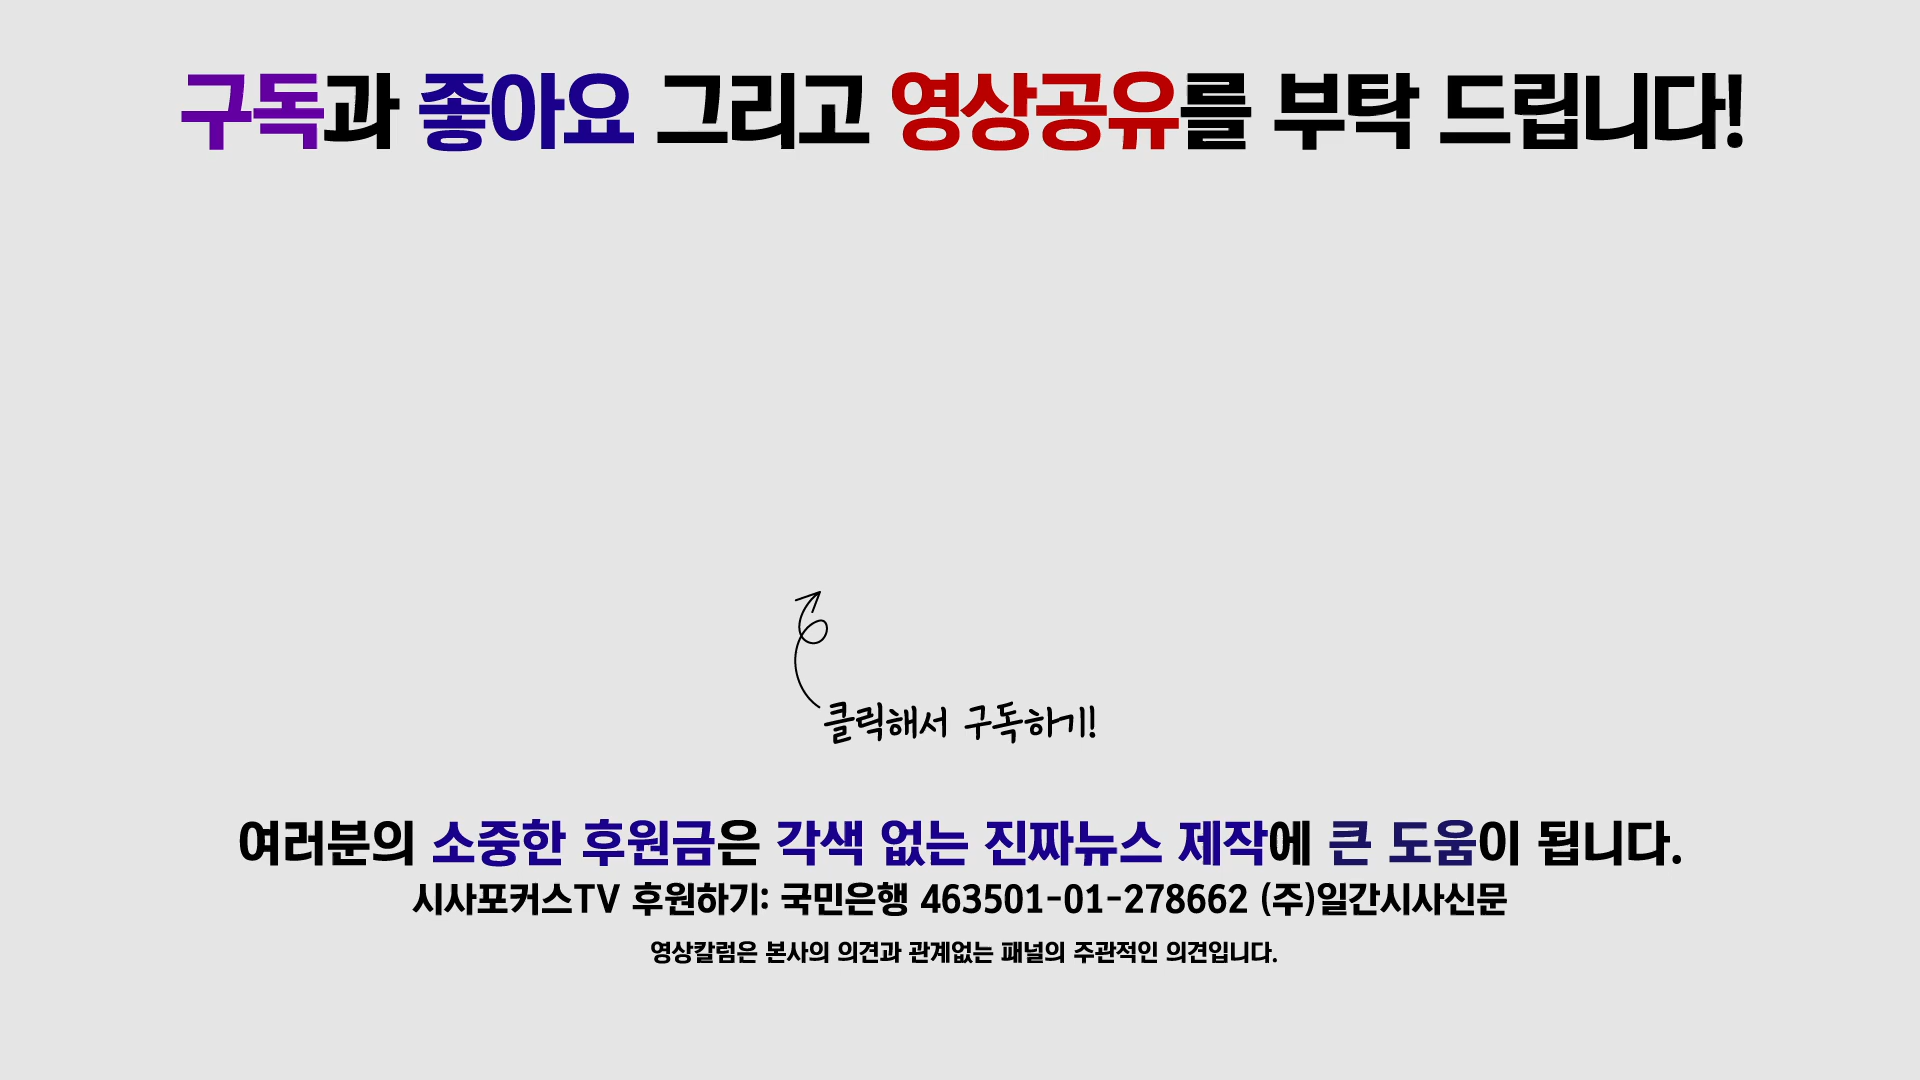 구독과 좋아요 그리고 영상공유를 부탁 드립니다!
클릭해서 구독하기!
여러분의 소중한 후원금은 각색 없는 진짜뉴스 제작에 큰 도움이 됩니다.
시사포커스TV 후원하기: 국민은행 463501-01-278662 (주)일간시사신문
영상칼럼은 본사의 의견과 관계없는 패널의 주관적인 의견입니다.